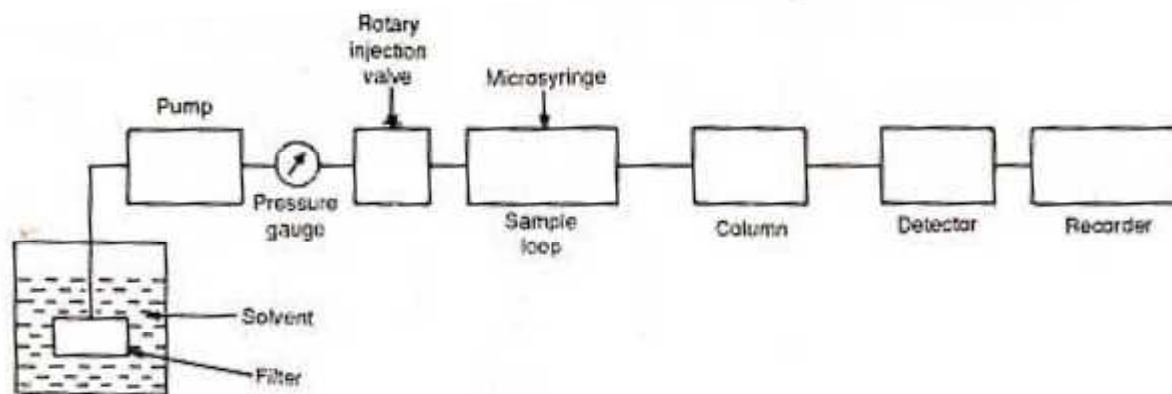 Rotary
injection
valve
Microsyringe
Pump
Pressure
gauge
Sample
loop
Column
Detector
Recorder
Solvent
Filter